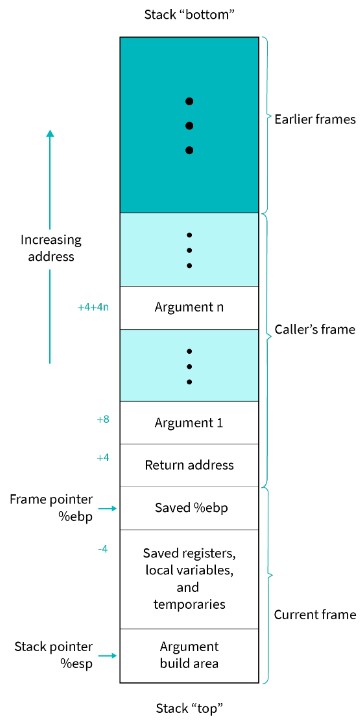 Stack “bottom”
Earlier frames
Increasing
address
+4+4n
Argument n
Caller’s frame
+8
Argument 1
+4
Return address
Frame pointer
%ebp
Saved %ebp
-4
Saved registers,
local variables,
and
temporaries
Current frame
Stack pointer
%esp
Argument
build area
Stack “top”